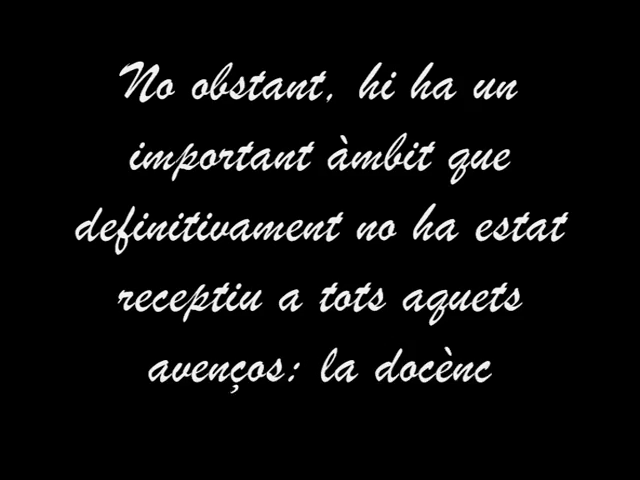 No obstant, hi ha un
important àmbit que
definitivament no ha estat
receptiu a tots aquets
avenços: la docènc